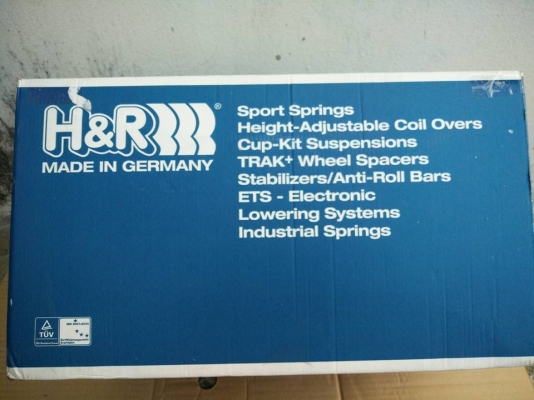 H&R®
MADE IN GERMANY
Sport Springs
Height-Adjustable Coil Overs
Cup-Kit Suspensions
TRAK+ Wheel Spacers
Stabilizers/Anti-Roll Bars
ETS - Electronic
Lowering Systems
Industrial Springs
TÜV